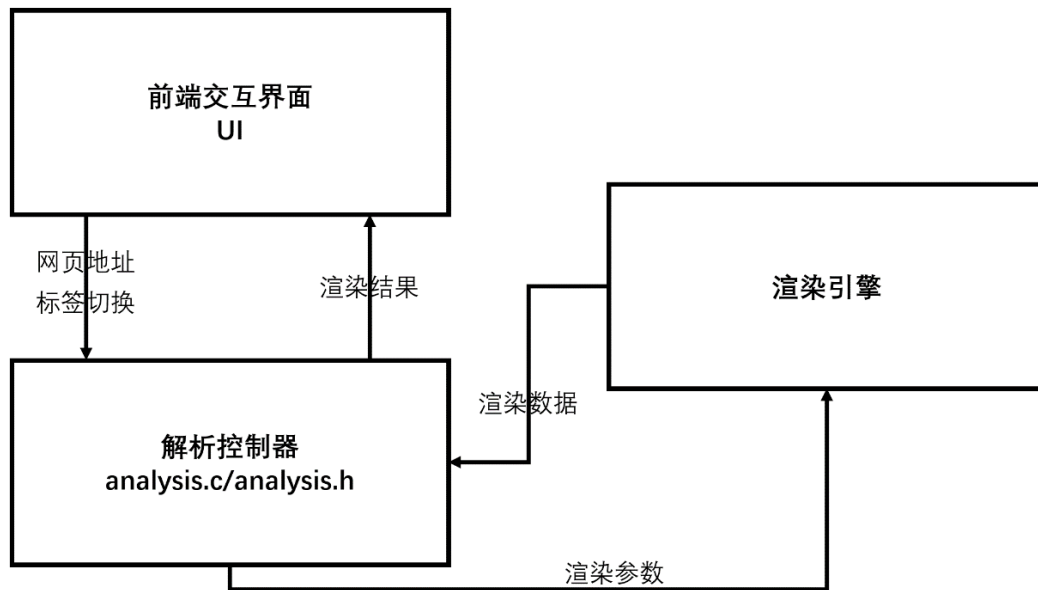 前端交互界面
UI
网页地址
标签切换
渲染结果
渲染引擎
渲染数据
解析控制器
analysis.c/analysis.h
渲染参数